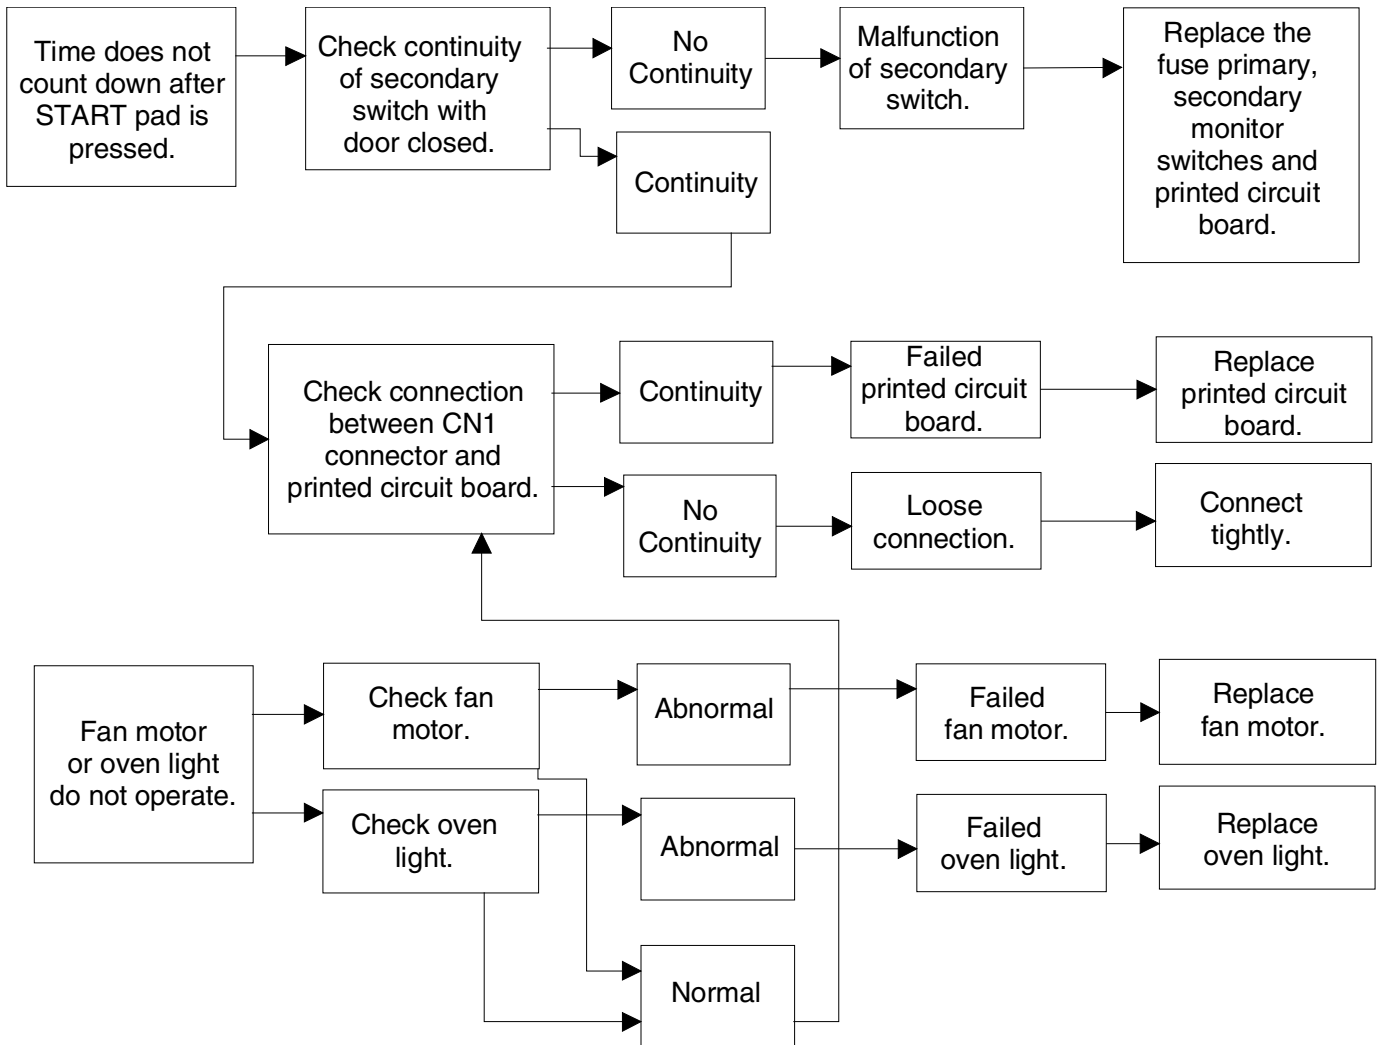 Time does not
count down after
START pad is
pressed.
Check continuity
of secondary
switch with
door closed.
No
Continuity
Malfunction
of secondary
switch.
Replace the
fuse primary,
secondary
monitor
switches and
printed circuit
board.
Continuity
Check connection
between CN1
connector and
printed circuit board.
Continuity
Failed
printed circuit
board.
Replace
printed circuit
board.
No
Continuity
Loose
connection.
Connect
tightly.
Fan motor
or oven light
do not operate.
Check fan
motor.
Abnormal
Failed
fan motor.
Replace
fan motor.
Check oven
light.
Abnormal
Failed
oven light.
Replace
oven light.
Normal